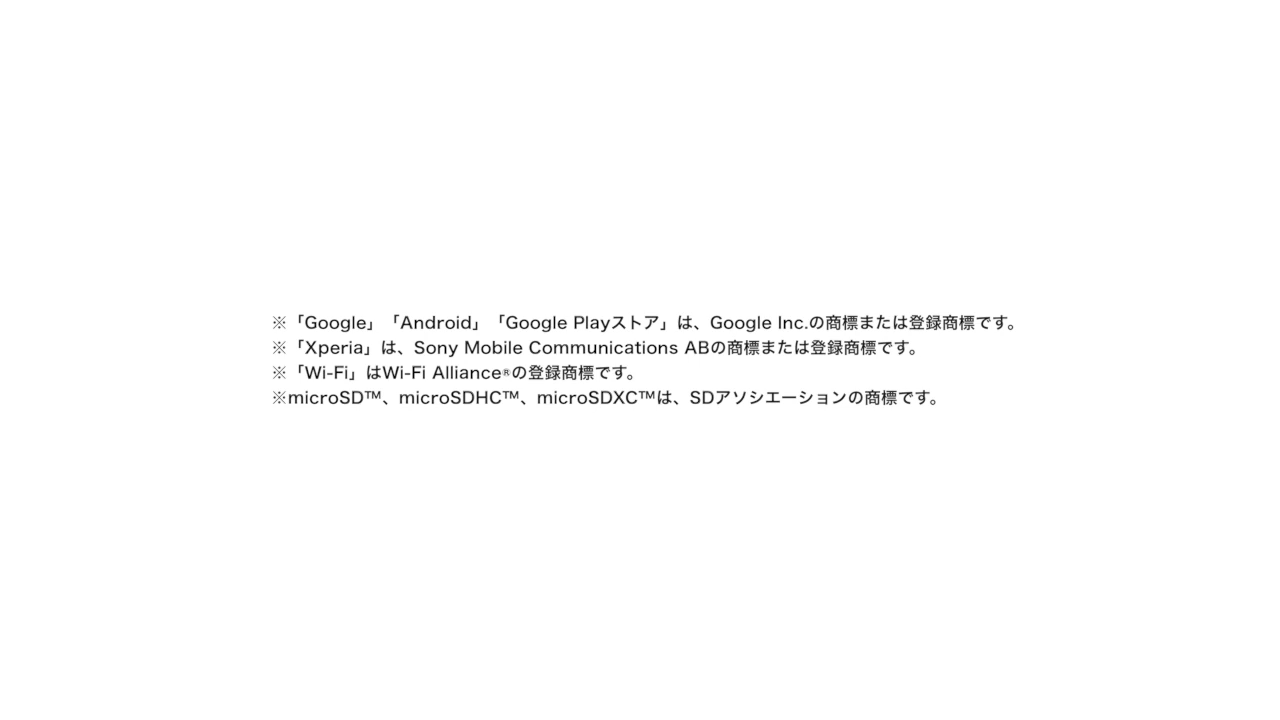 ※「Google」「Android」「Google Playストア」は、Google Inc.の商標または登録商標です。
※「Xperia」は、Sony Mobile Communications ABの商標または登録商標です。
※「Wi-Fi」はWi-Fi Alliance®の登録商標です。
※microSD™、microSDHC™、microSDXC™は、SDアソシエーションの商標です。